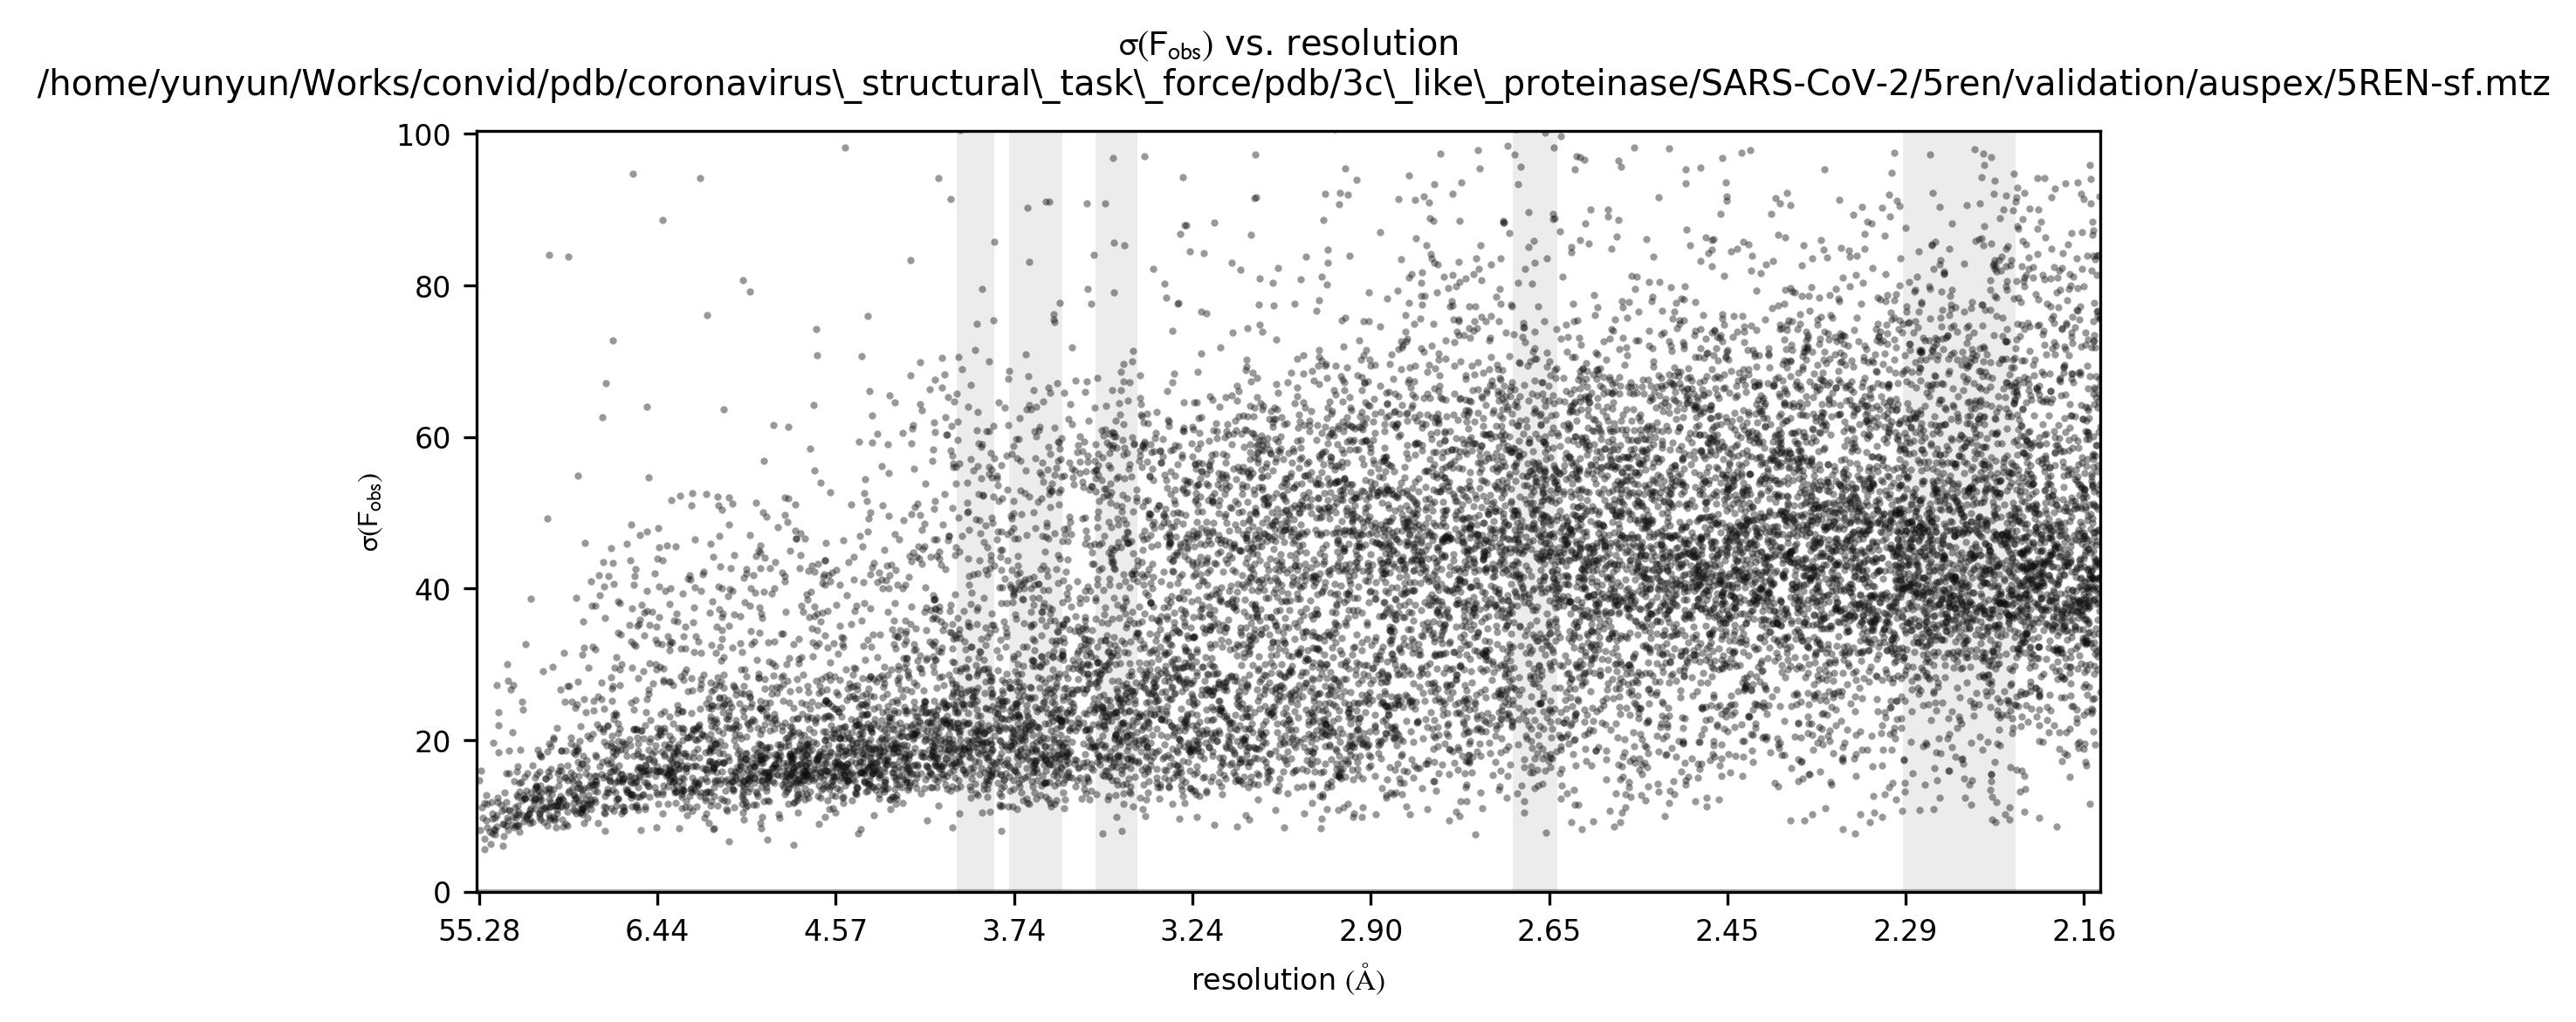 σ(Fobs) vs. resolution
/home/yunyun/Works/convid/pdb/coronavirus\_structural\_task\_force/pdb/3c\_like\_proteinase/SARS-CoV-2/5ren/validation/auspex/5REN-sf.mtz
100
80
60
40
20
0
σ(Fobs)
55.28 6.44 4.57 3.74 3.24 2.90 2.65 2.45 2.29 2.16
resolution (Å)